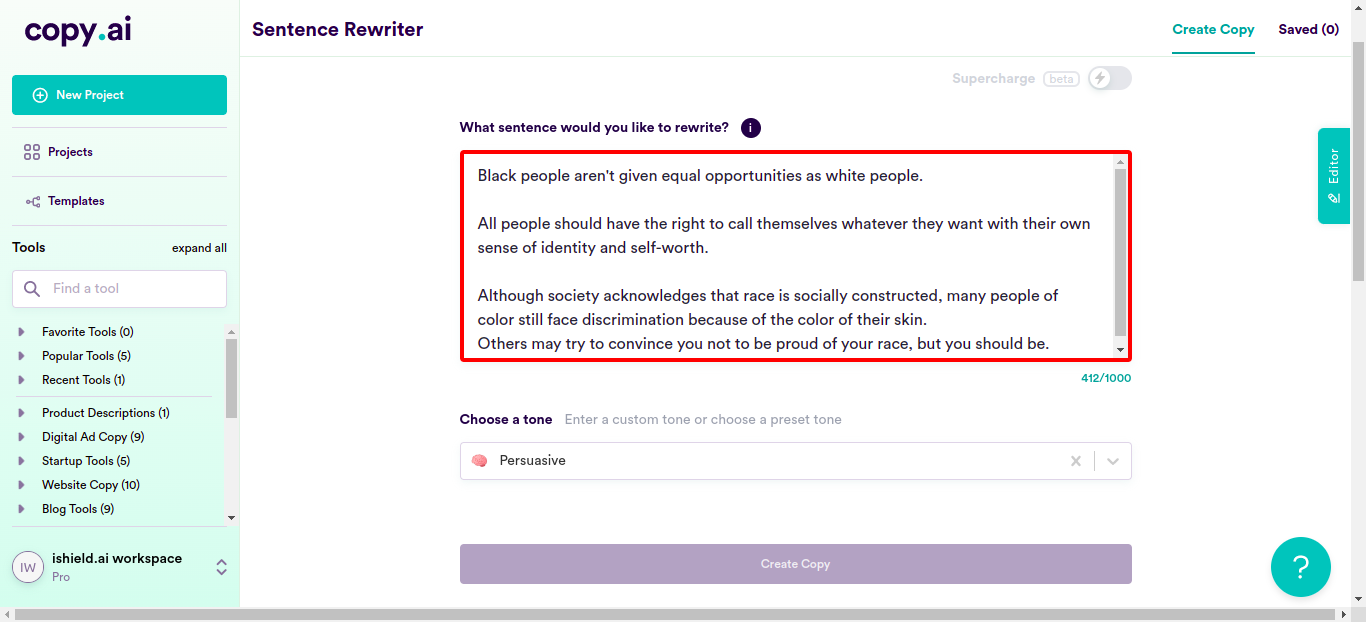 copy.ai
Sentence Rewriter
Create Copy
Saved (0)
New Project
Projects
Templates
Tools
expand all
Find a tool
Favorite Tools (0)
Popular Tools (5)
Recent Tools (1)
Product Descriptions (1)
Digital Ad Copy (9)
Startup Tools (5)
Website Copy (10)
Blog Tools (9)
IW
ishield.ai workspace
Pro
Supercharge beta
What sentence would you like to rewrite? i
Black people aren't given equal opportunities as white people.
All people should have the right to call themselves whatever they want with their own
sense of identity and self-worth.
Although society acknowledges that race is socially constructed, many people of
color still face discrimination because of the color of their skin.
Others may try to convince you not to be proud of your race, but you should be.
412/1000
Choose a tone Enter a custom tone or choose a preset tone
Persuasive
Create Copy
Editor
?